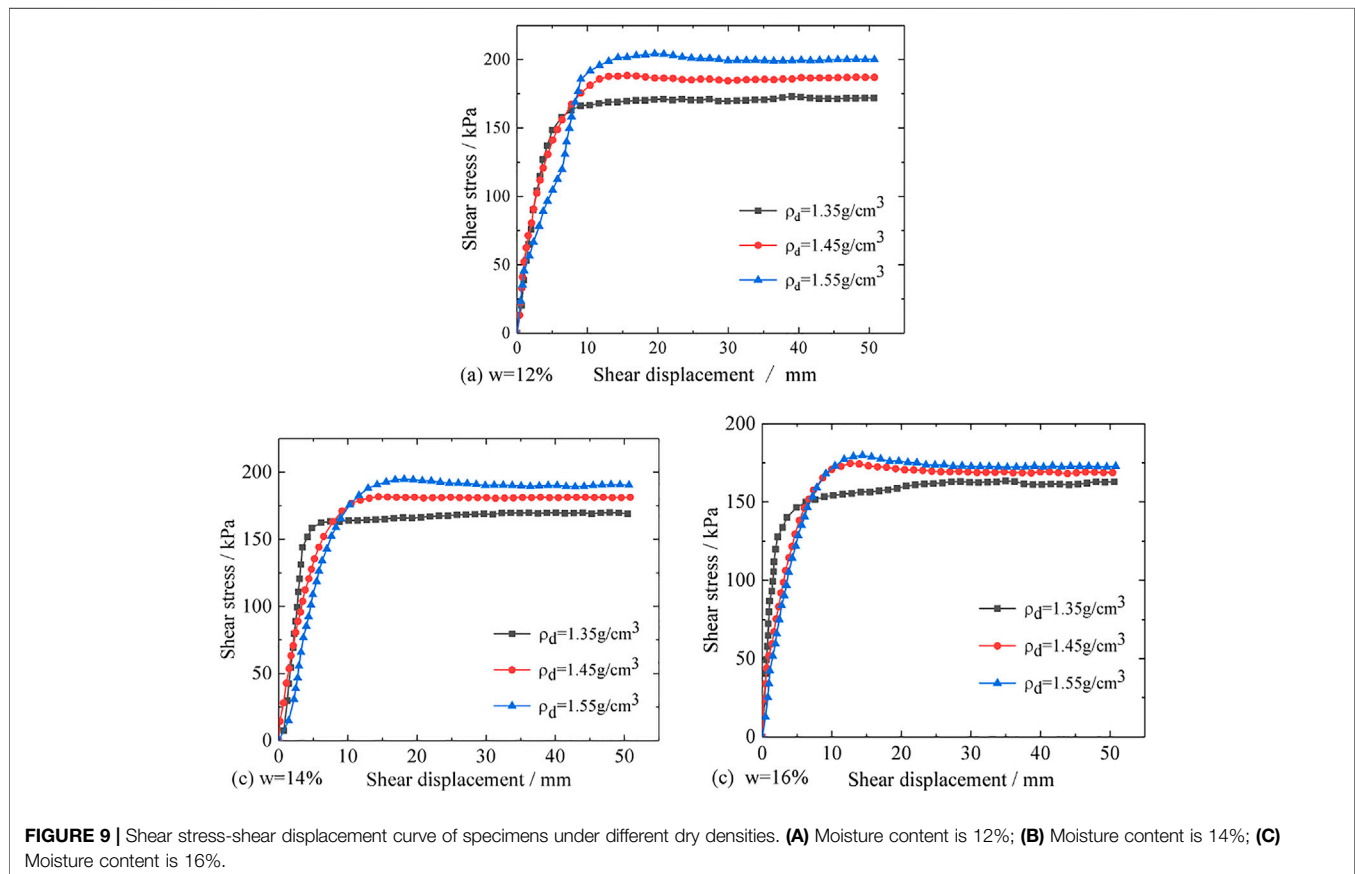 200
150
100
50
0
Shear stress / kPa
ρd=1.35g/cm³
ρd=1.45g/cm³
ρd=1.55g/cm³
0 10 20 30 40 50
(a) w=12% Shear displacement / mm
200
150
100
50
0
Shear stress / kPa
ρd=1.35g/cm³
ρd=1.45g/cm³
ρd=1.55g/cm³
0 10 20 30 40 50
(c) w=14% Shear displacement / mm
200
150
100
50
0
Shear stress / kPa
ρd=1.35g/cm³
ρd=1.45g/cm³
ρd=1.55g/cm³
0 10 20 30 40 50
(c) w=16% Shear displacement / mm
FIGURE 9 | Shear stress-shear displacement curve of specimens under different dry densities. (A) Moisture content is 12%; (B) Moisture content is 14%; (C)
Moisture content is 16%.